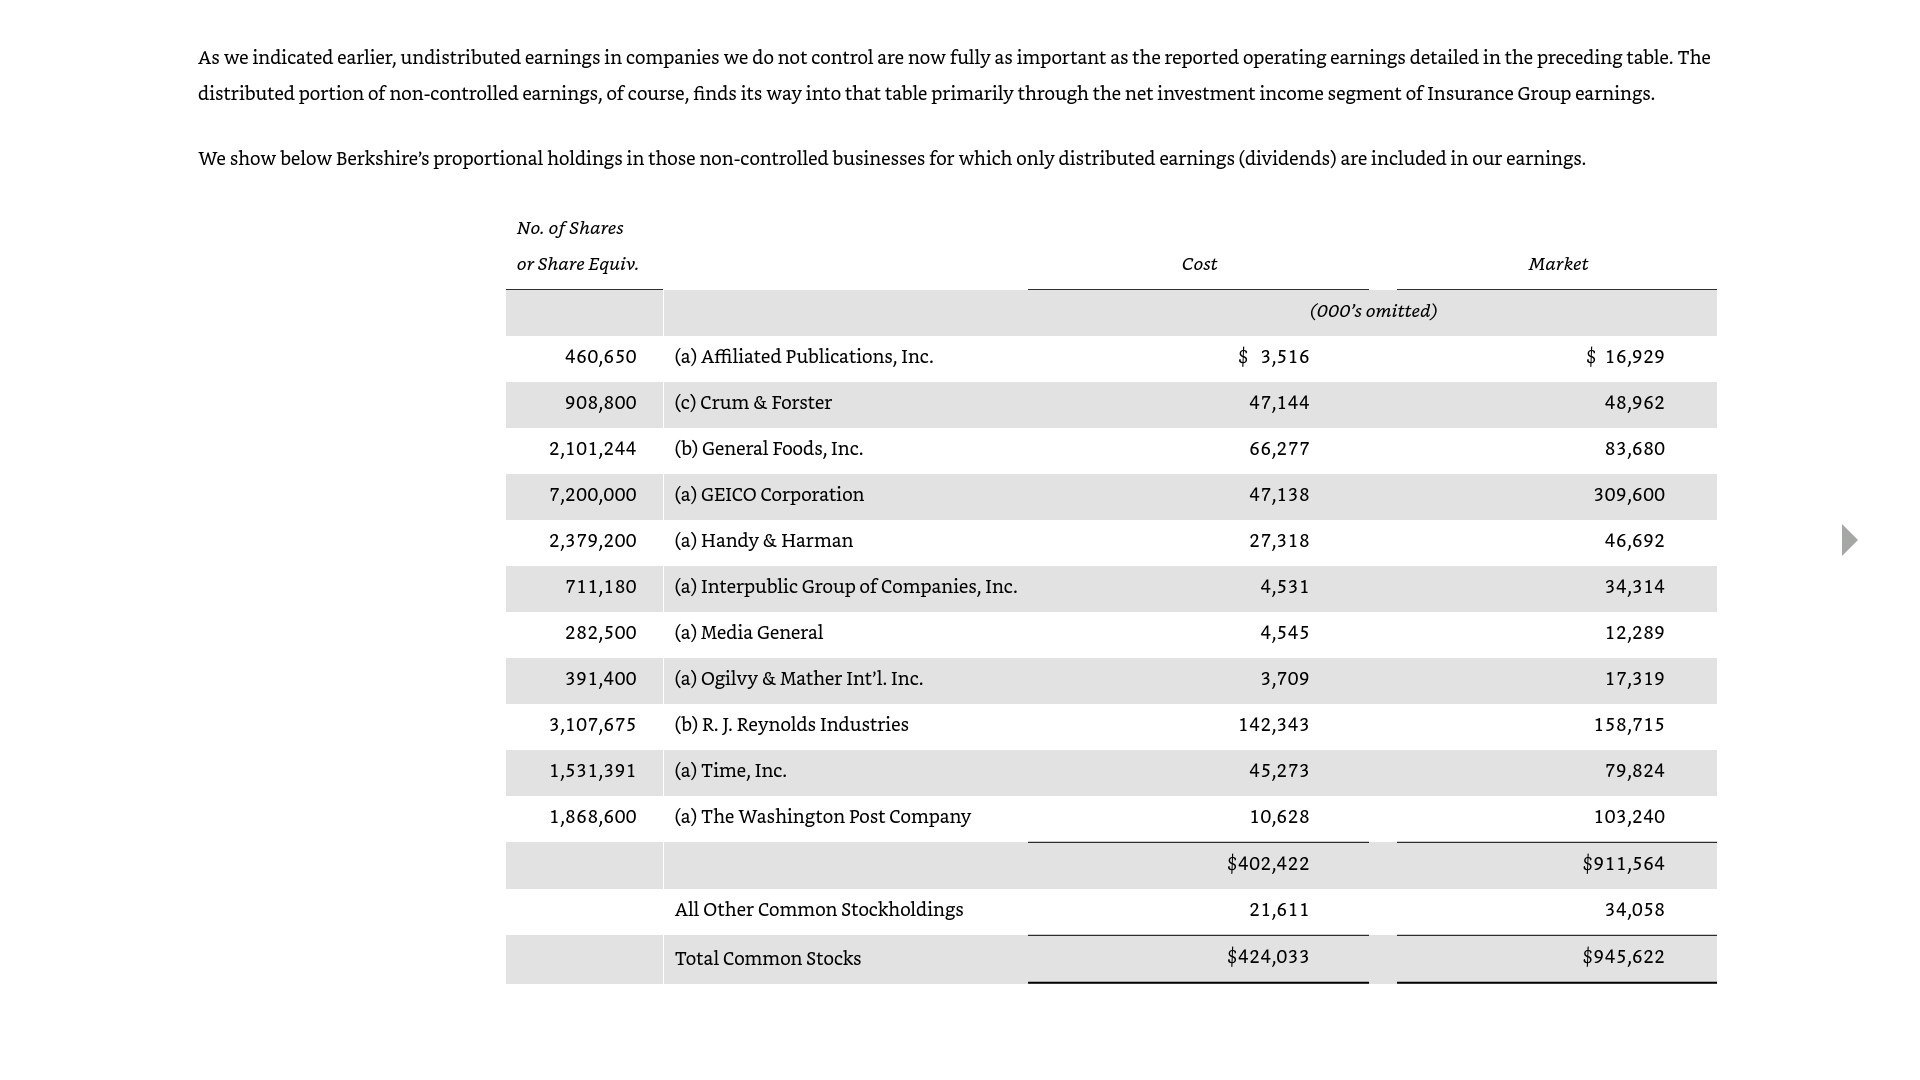 As we indicated earlier, undistributed earnings in companies we do not control are now fully as important as the reported operating earnings detailed in the preceding table. The
distributed portion of non-controlled earnings, of course, finds its way into that table primarily through the net investment income segment of Insurance Group earnings.
We show below Berkshire’s proportional holdings in those non-controlled businesses for which only distributed earnings (dividends) are included in our earnings.
No. of Shares
or Share Equiv. Cost Market
(000’s omitted)
460,650 (a) Affiliated Publications, Inc. $ 3,516 $ 16,929
908,800 (c) Crum & Forster 47,144 48,962
2,101,244 (b) General Foods, Inc. 66,277 83,680
7,200,000 (a) GEICO Corporation 47,138 309,600
2,379,200 (a) Handy & Harman 27,318 46,692
711,180 (a) Interpublic Group of Companies, Inc. 4,531 34,314
282,500 (a) Media General 4,545 12,289
391,400 (a) Ogilvy & Mather Int’l. Inc. 3,709 17,319
3,107,675 (b) R. J. Reynolds Industries 142,343 158,715
1,531,391 (a) Time, Inc. 45,273 79,824
1,868,600 (a) The Washington Post Company 10,628 103,240
$402,422 $911,564
All Other Common Stockholdings 21,611 34,058
Total Common Stocks $424,033 $945,622